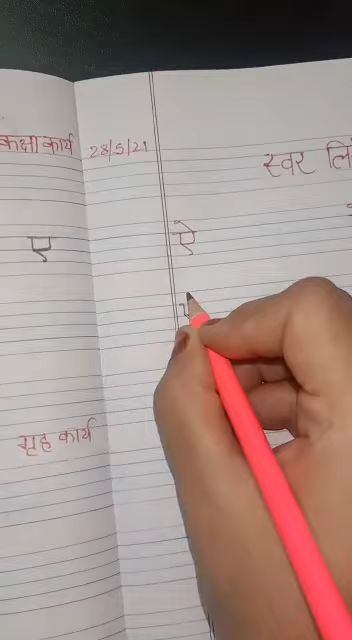 कक्षा कार्य 28/5/21
ए
गृह कार्य
स्वर लि
ऐ